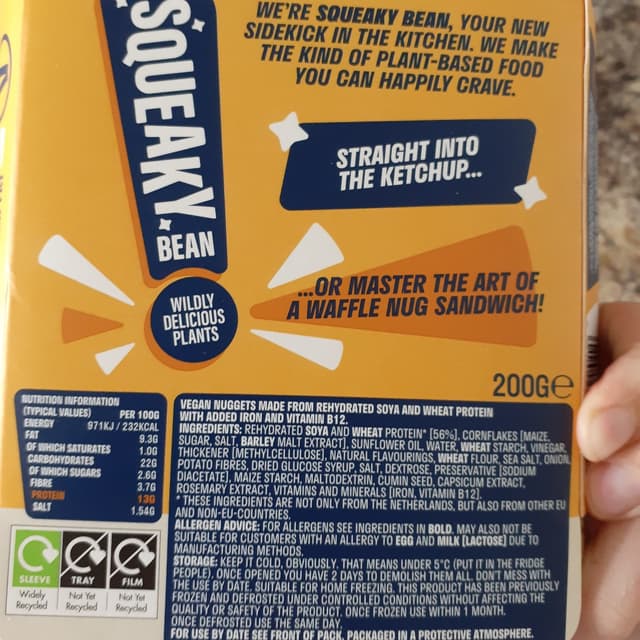 SQUEAKY
BEAN
WILDLY
DELICIOUS
PLANTS
WE'RE SQUEAKY BEAN, YOUR NEW
SIDEKICK IN THE KITCHEN. WE MAKE
THE KIND OF PLANT-BASED FOOD
YOU CAN HAPPILY CRAVE.
STRAIGHT INTO
THE KETCHUP...
...OR MASTER THE ART OF
A WAFFLE NUG SANDWICH!
200Ge
NUTRITION INFORMATION
(TYPICAL VALUES) PER 100G
ENERGY 971KJ / 232KCAL
FAT 9.3G
OF WHICH SATURATES 1.0G
CARBOHYDRATES 22G
OF WHICH SUGARS 2.6G
FIBRE 3.7G
PROTEIN 13G
SALT 1.54G
VEGAN NUGGETS MADE FROM REHYDRATED SOYA AND WHEAT PROTEIN
WITH ADDED IRON AND VITAMIN B12.
INGREDIENTS: REHYDRATED SOYA AND WHEAT PROTEIN* [56%], CORNFLAKES [MAIZE,
SUGAR, SALT, BARLEY MALT EXTRACT], SUNFLOWER OIL, WATER, WHEAT STARCH, VINEGAR,
THICKENER [METHYLCELLULOSE], NATURAL FLAVOURINGS, WHEAT FLOUR, SEA SALT, ONION,
POTATO FIBRES, DRIED GLUCOSE SYRUP, SALT, DEXTROSE, PRESERVATIVE [SODIUM
DIACETATE], MAIZE STARCH, MALTODEXTRIN, CUMIN SEED, CAPSICUM EXTRACT,
ROSEMARY EXTRACT, VITAMINS AND MINERALS [IRON, VITAMIN B12].
* THESE INGREDIENTS ARE NOT ONLY FROM THE NETHERLANDS, BUT ALSO FROM OTHER EU
AND NON-EU-COUNTRIES.
ALLERGEN ADVICE: FOR ALLERGENS SEE INGREDIENTS IN BOLD. MAY ALSO NOT BE
SUITABLE FOR CUSTOMERS WITH AN ALLERGY TO EGG AND MILK [LACTOSE] DUE TO
MANUFACTURING METHODS.
STORAGE: KEEP IT COLD, OBVIOUSLY. THAT MEANS UNDER 5°C (PUT IT IN THE FRIDGE
PEOPLE). ONCE OPENED YOU HAVE 2 DAYS TO DEMOLISH THEM ALL. DON'T MESS WITH
THE USE BY DATE. SUITABLE FOR HOME FREEZING. THIS PRODUCT HAS BEEN PREVIOUSLY
FROZEN AND DEFROSTED UNDER CONTROLLED CONDITIONS WITHOUT AFFECTING THE
QUALITY OR SAFETY OF THE PRODUCT. ONCE FROZEN USE WITHIN 1 MONTH.
ONCE DEFROSTED USE THE SAME DAY.
FOR USE BY DATE SEE FRONT OF PACK. PACKAGED IN A PROTECTIVE ATMOSPHERE.
SLEEVE
Widely
Recycled
TRAY
Not Yet
Recycled
FILM
Not Yet
Recycled